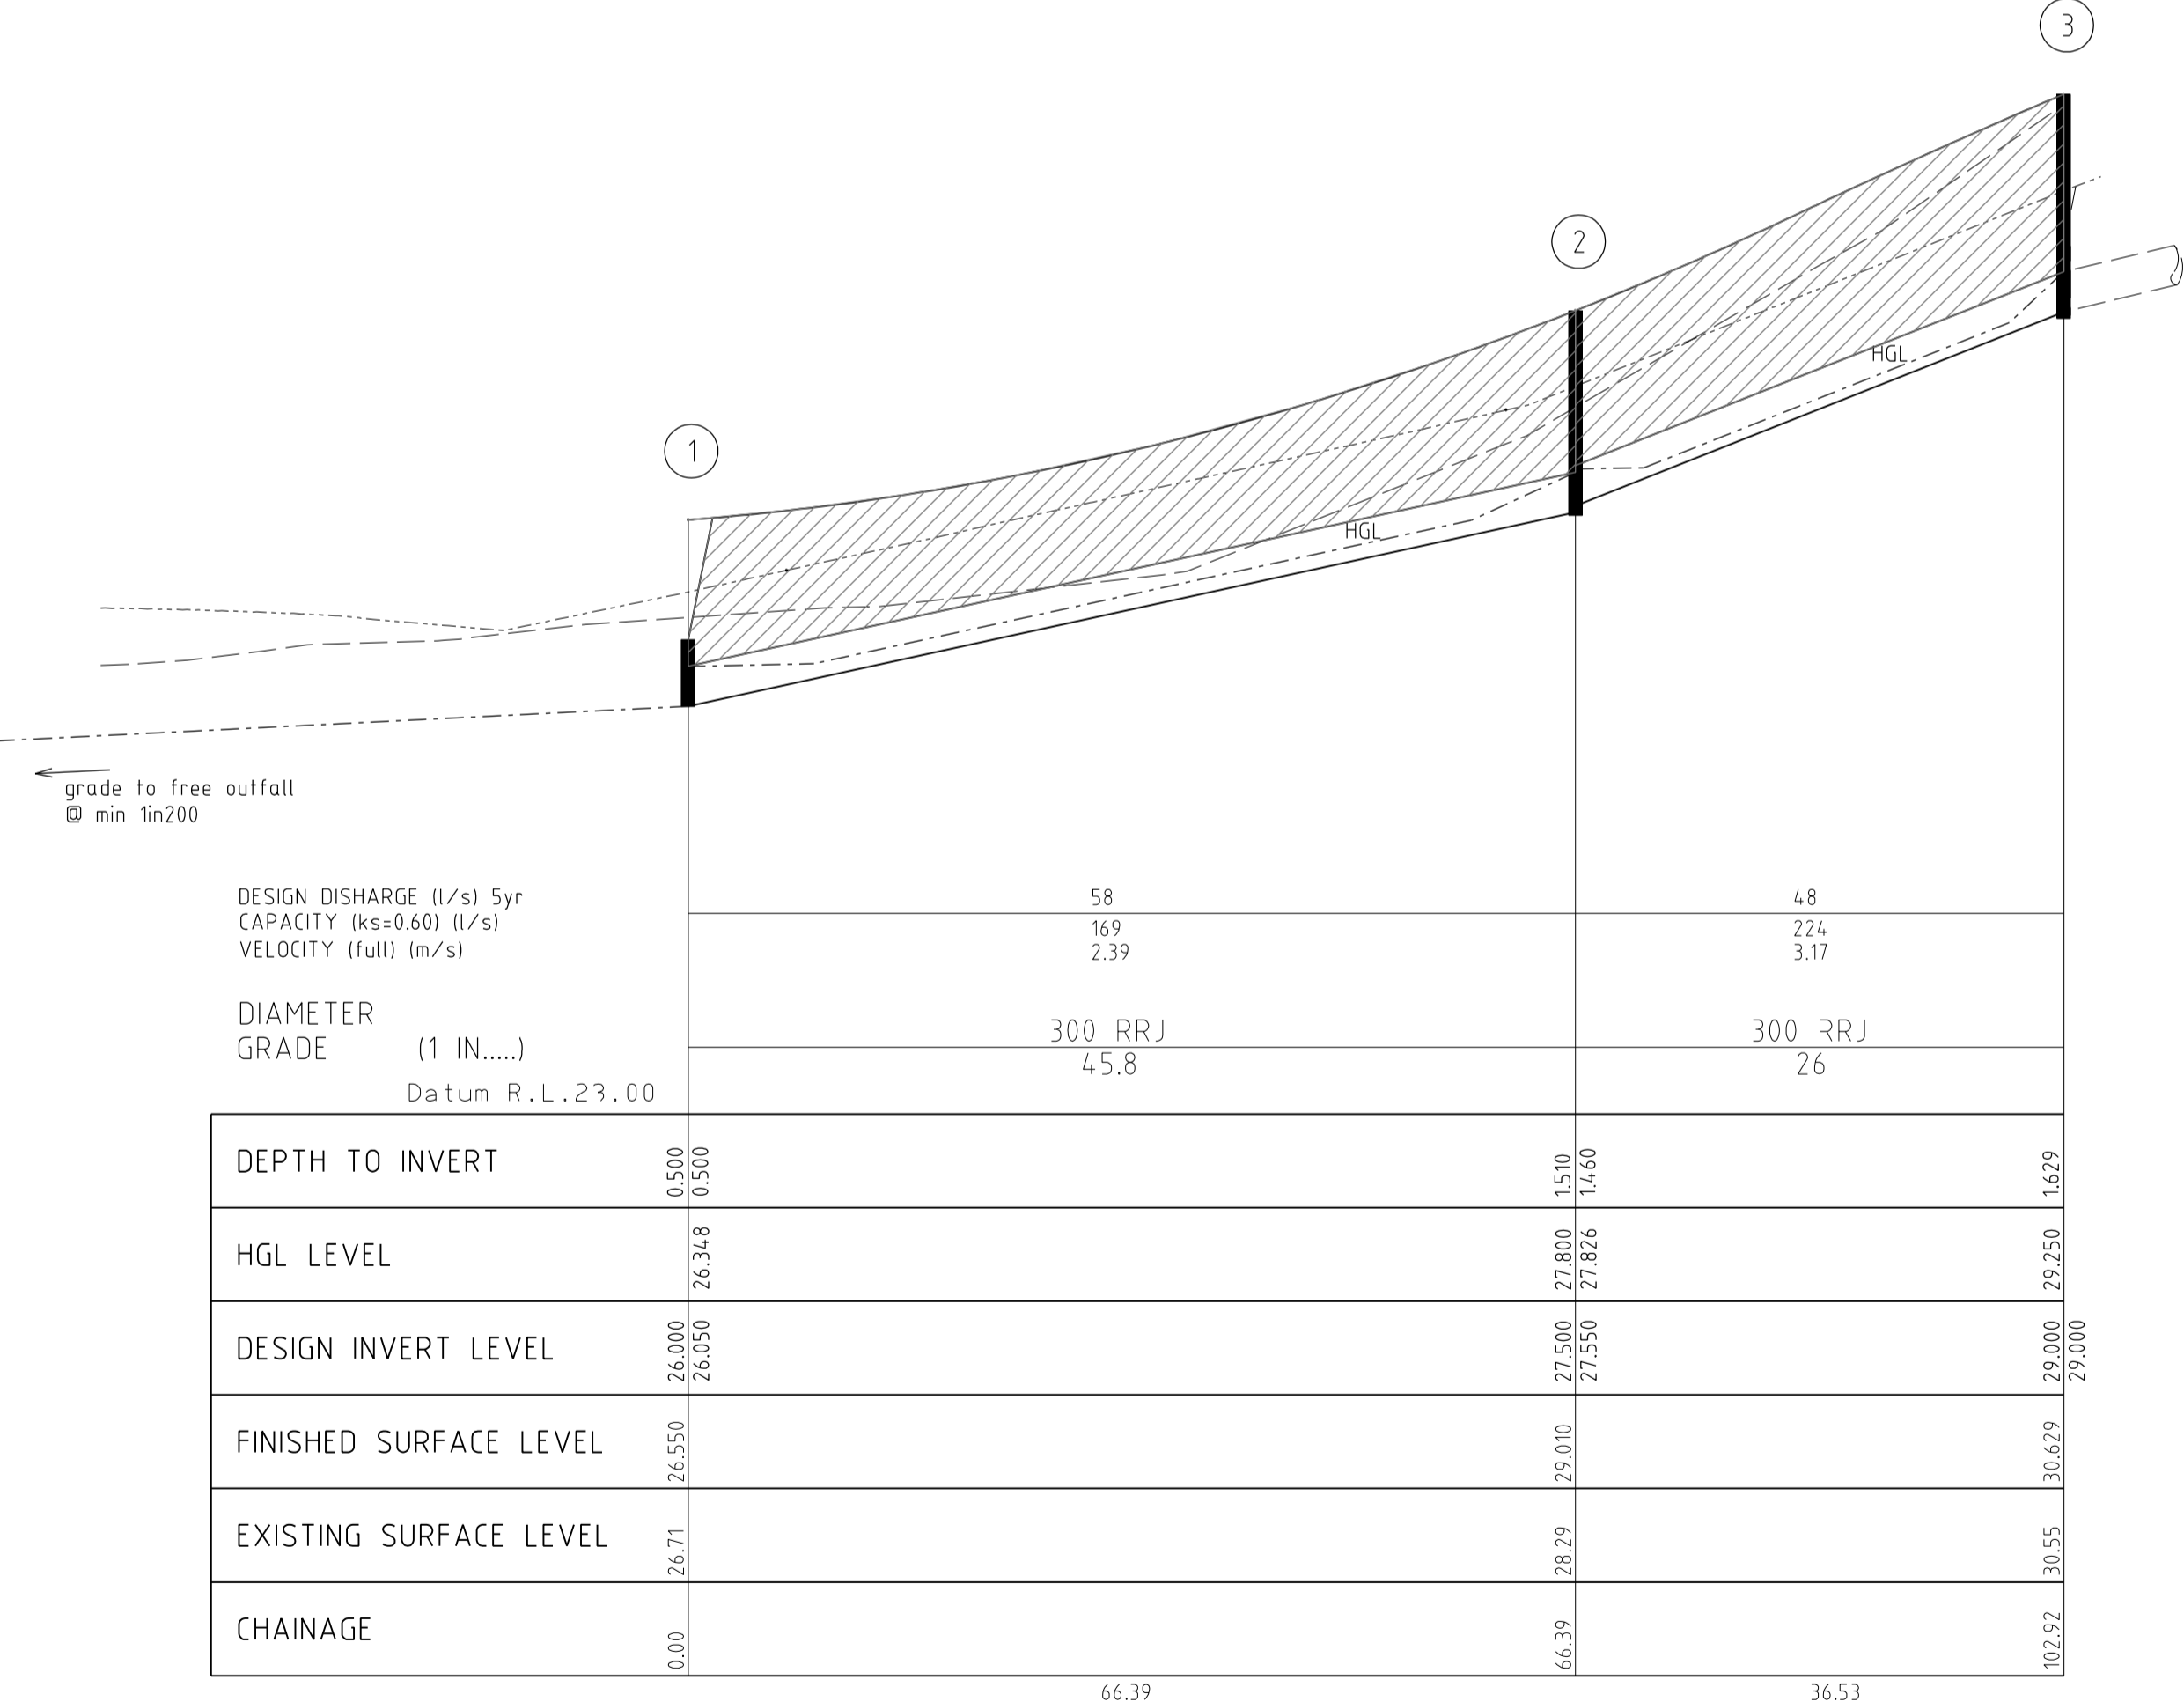 3
2
1
HGL
HGL
grade to free outfall
@ min 1in200
DESIGN DISHARGE (l/s) 5yr 58 48
CAPACITY (ks=0.60) (l/s) 169 224
VELOCITY (full) (m/s) 2.39 3.17
DIAMETER 300 RRJ 300 RRJ
GRADE (1 IN.....) 45.8 26
Datum R.L.23.00
DEPTH TO INVERT 0.500 0.500 1.510 1.460 1.629
HGL LEVEL 26.348 27.800 27.826 29.250
DESIGN INVERT LEVEL 26.000 26.050 27.500 27.550 29.000 29.000
FINISHED SURFACE LEVEL 26.550 29.010 30.629
EXISTING SURFACE LEVEL 26.71 28.29 30.55
CHAINAGE 0.00 66.39 102.92
66.39 36.53